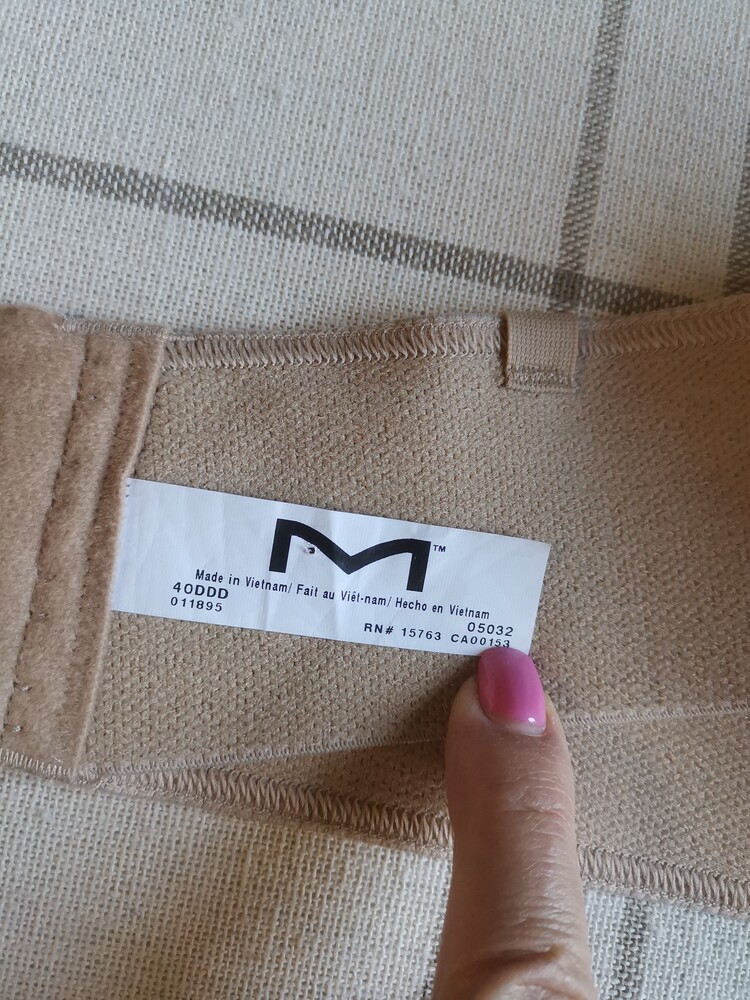 M™
Made in Vietnam/ Fait au Viêt-nam/ Hecho en Vietnam
40DDD
011895
05032
RN# 15763 CA00153